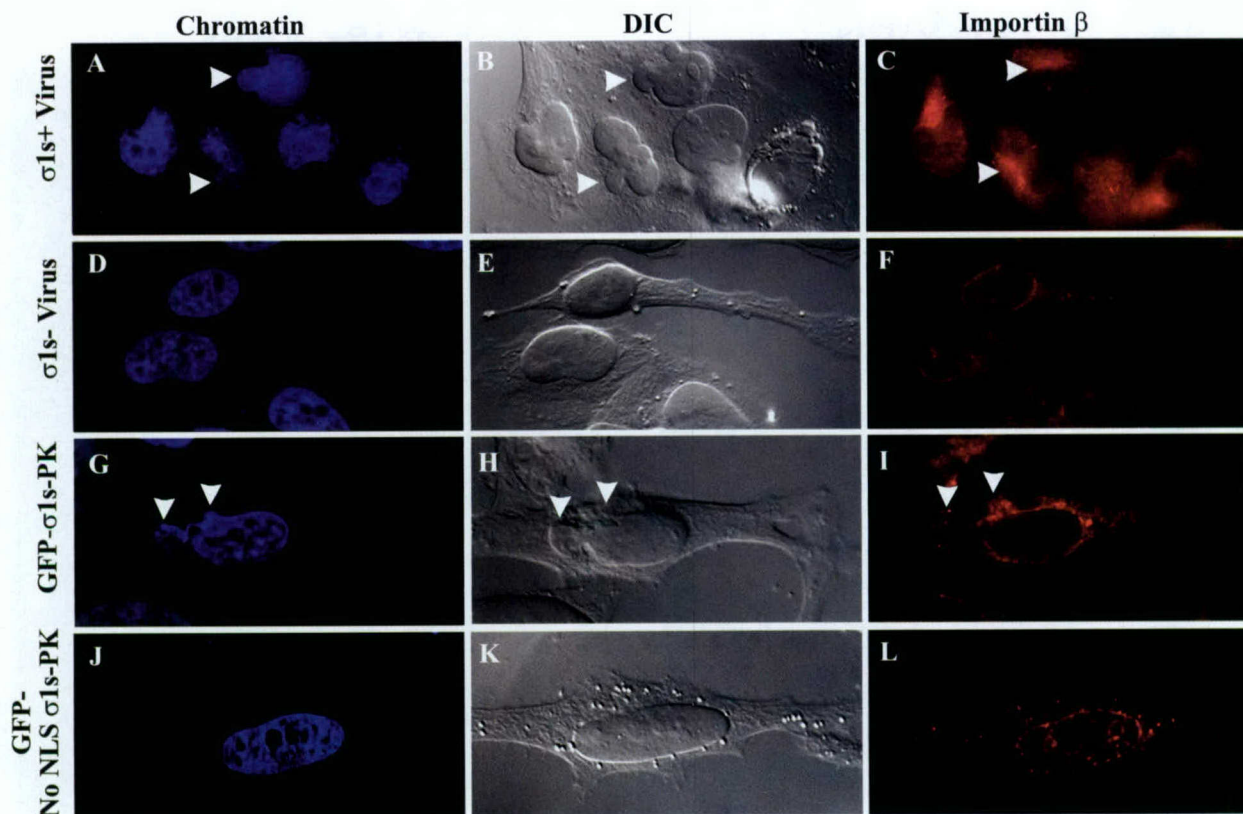 Chromatin
DIC
Importin β
σ1s+ Virus
A
B
C
σ1s- Virus
D
E
F
GFP-σ1s-PK
G
H
I
GFP-
No NLS σ1s-PK
J
K
L